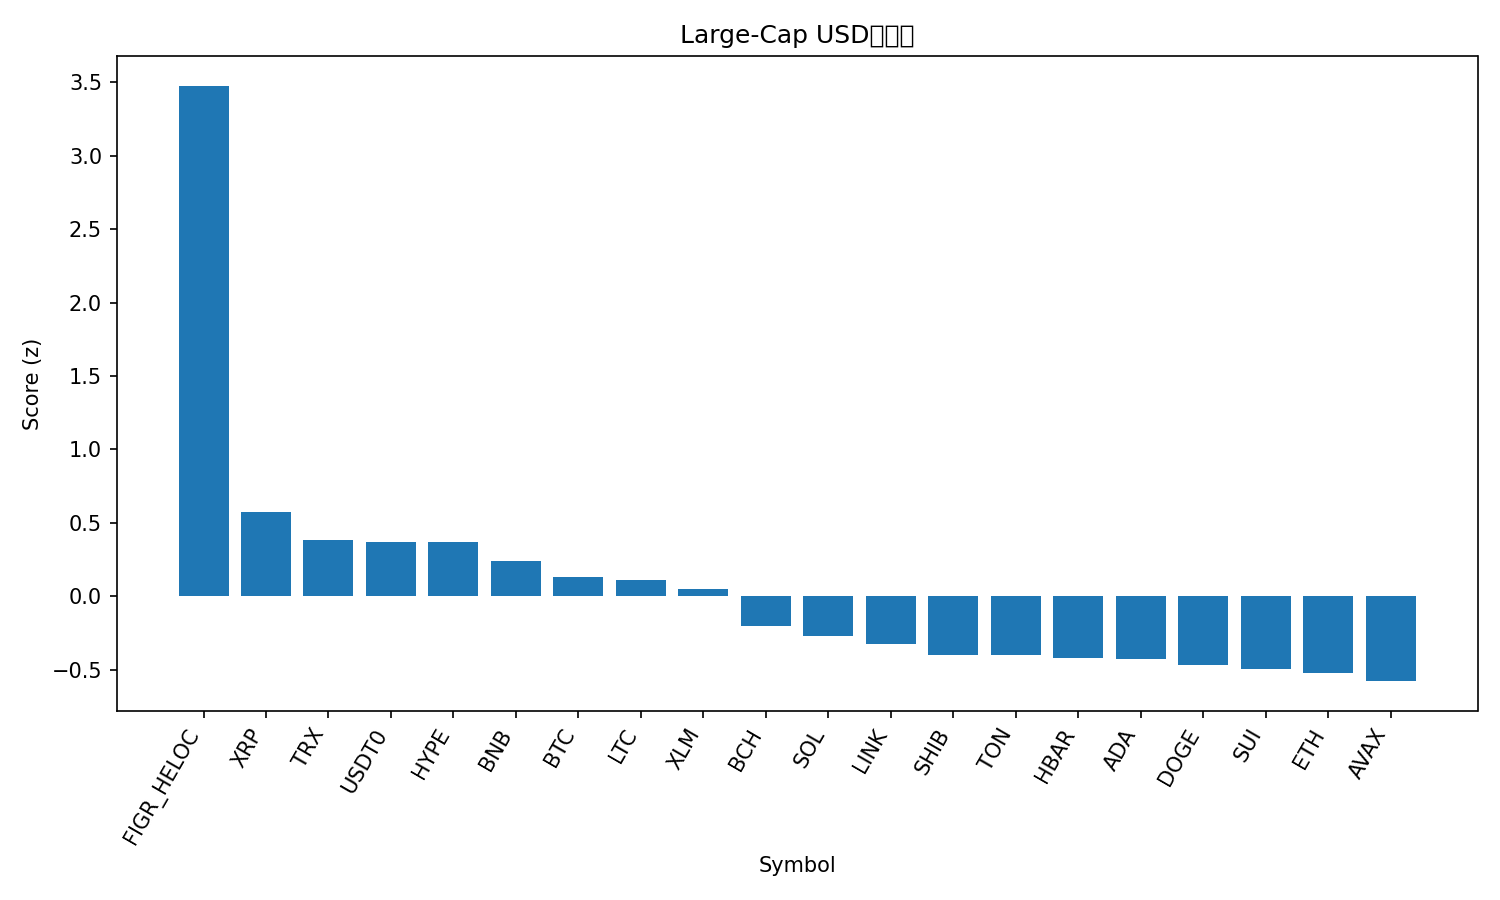 Large-Cap USD
3.5
3.0
2.5
2.0
1.5
1.0
0.5
0.0
−0.5
Score (z)
FIGR_HELOC
XRP
TRX
USDT0
HYPE
BNB
BTC
LTC
XLM
BCH
SOL
LINK
SHIB
TON
HBAR
ADA
DOGE
SUI
ETH
AVAX
Symbol